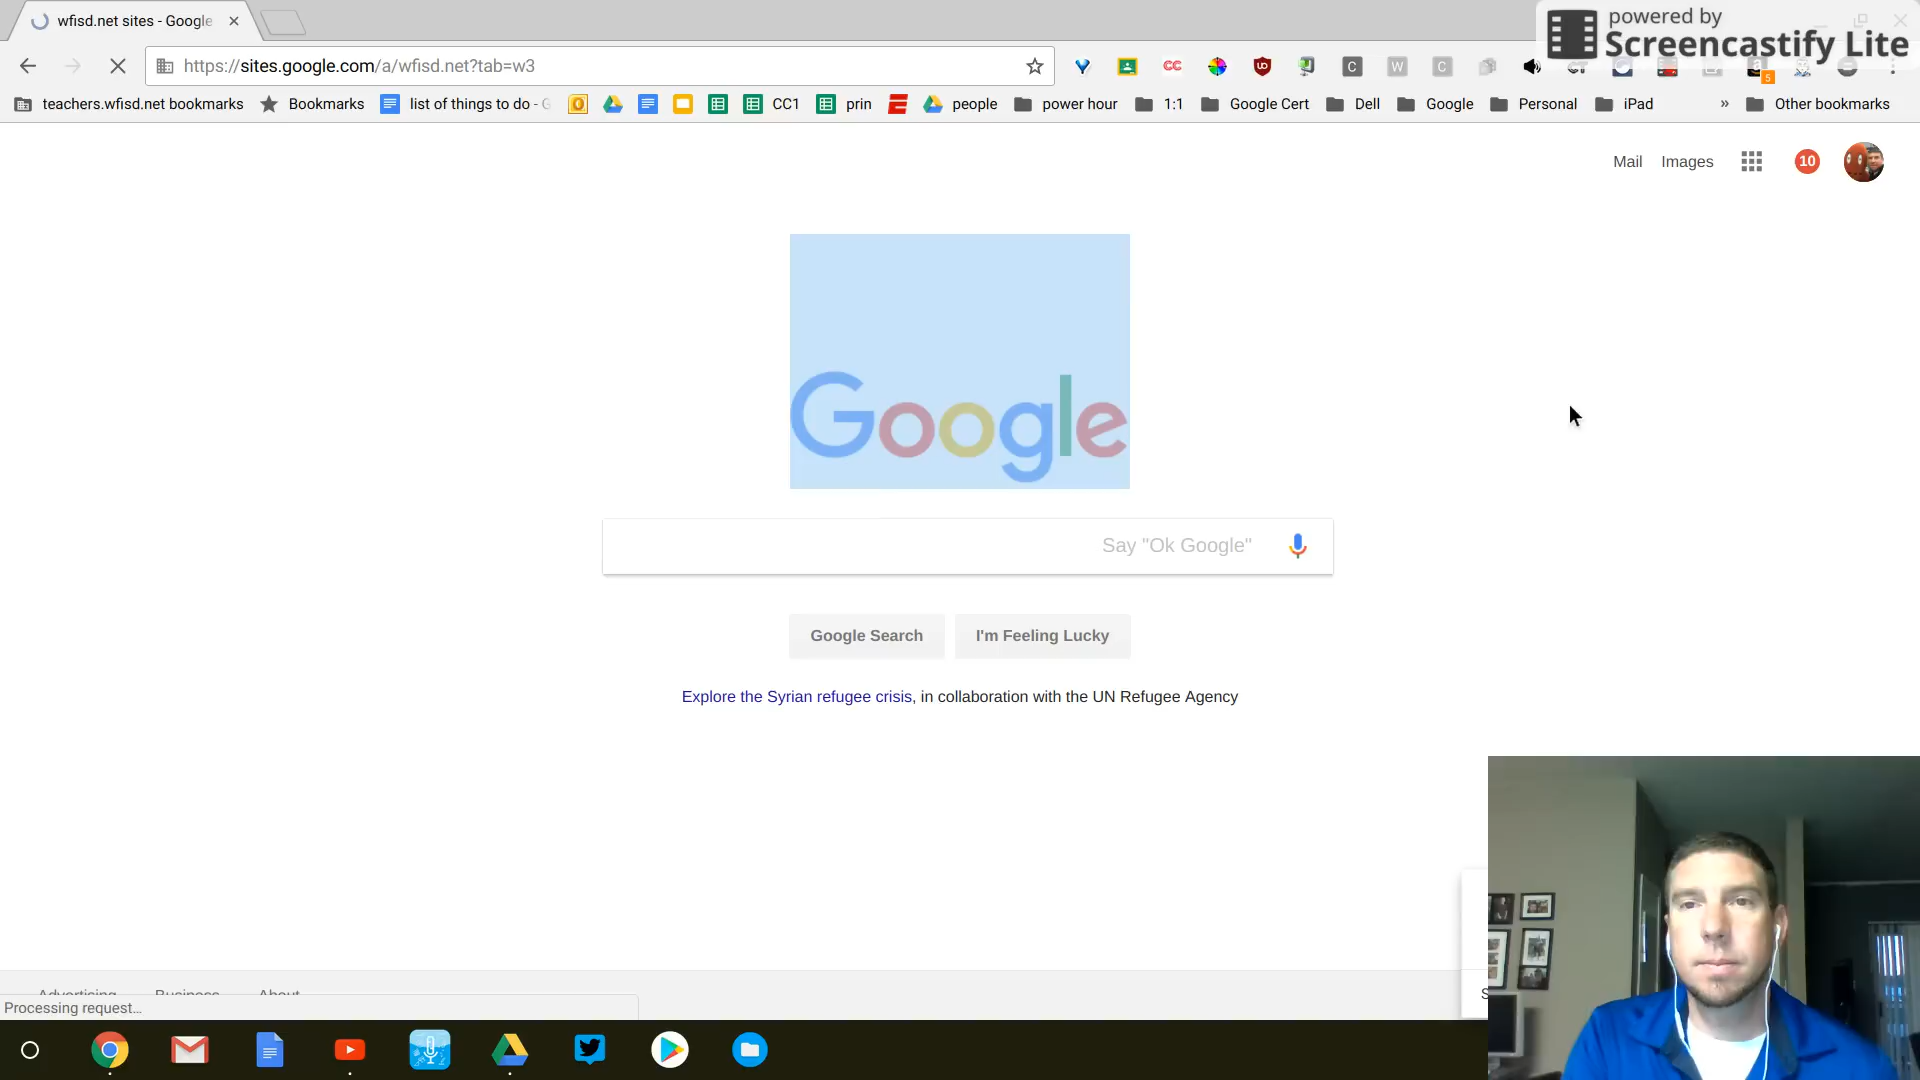 wfisd.net sites - Google
powered by
Screencastify Lite
https://sites.google.com/a/wfisd.net?tab=w3
teachers.wfisd.net bookmarks
Bookmarks
list of things to do - G
CC1
prin
people
power hour
1:1
Google Cert
Dell
Google
Personal
iPad
»
Other bookmarks
Mail
Images
10
Google
Say "Ok Google"
Google Search
I'm Feeling Lucky
Explore the Syrian refugee crisis, in collaboration with the UN Refugee Agency
Advertising
Business
About
Processing request...